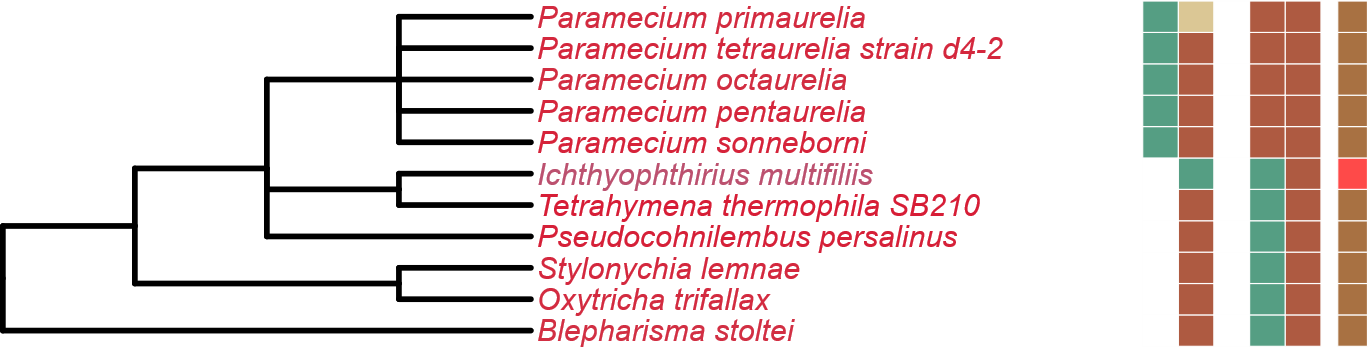 Paramecium primaurelia
Paramecium tetraurelia strain d4-2
Paramecium octaurelia
Paramecium pentaurelia
Paramecium sonneborni
Ichthyophthirius multifiliis
Tetrahymena thermophila SB210
Pseudocohnilembus persalinus
Stylonychia lemnae
Oxytricha trifallax
Blepharisma stoltei